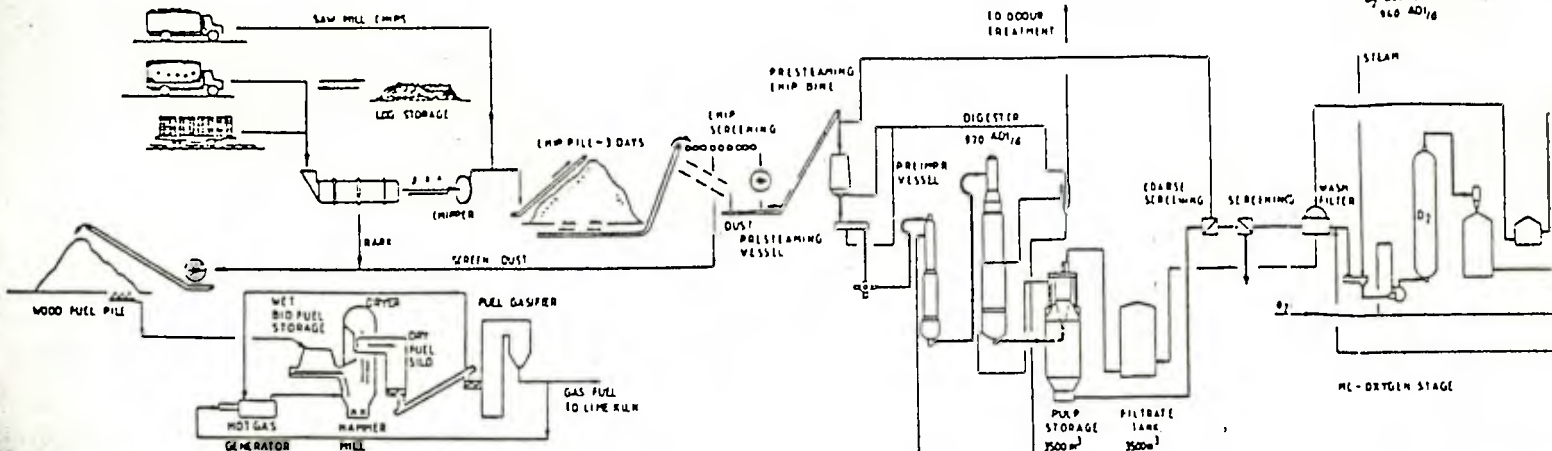 SAW MILL CHIPS
TO ODOUR
TREATMENT
960 ADt/d
STEAM
LOG STORAGE
CHIP PILE ~ 3 DAYS
CHIP
SCREENING
PRESTEAMING
CHIP BINE
DIGESTER
970 ADt/d
PREIMPR
VESSEL
COARSE
SCREENING
SCREENING
WASH
FILTER
O2
CHIPPER
DUST
PRESTEAMING
VESSEL
BARK
SCREEN DUST
WOOD FUEL PILE
WET
BIO FUEL
STORAGE
DRYER
DRY
FUEL
SILO
FUEL GASIFIER
GAS FUEL
TO LIME KILN
HOT GAS
GENERATOR
HAMMER
MILL
PULP
STORAGE
3500 m3
FILTRATE
TANK
3500 m3
MC-OXYGEN STAGE